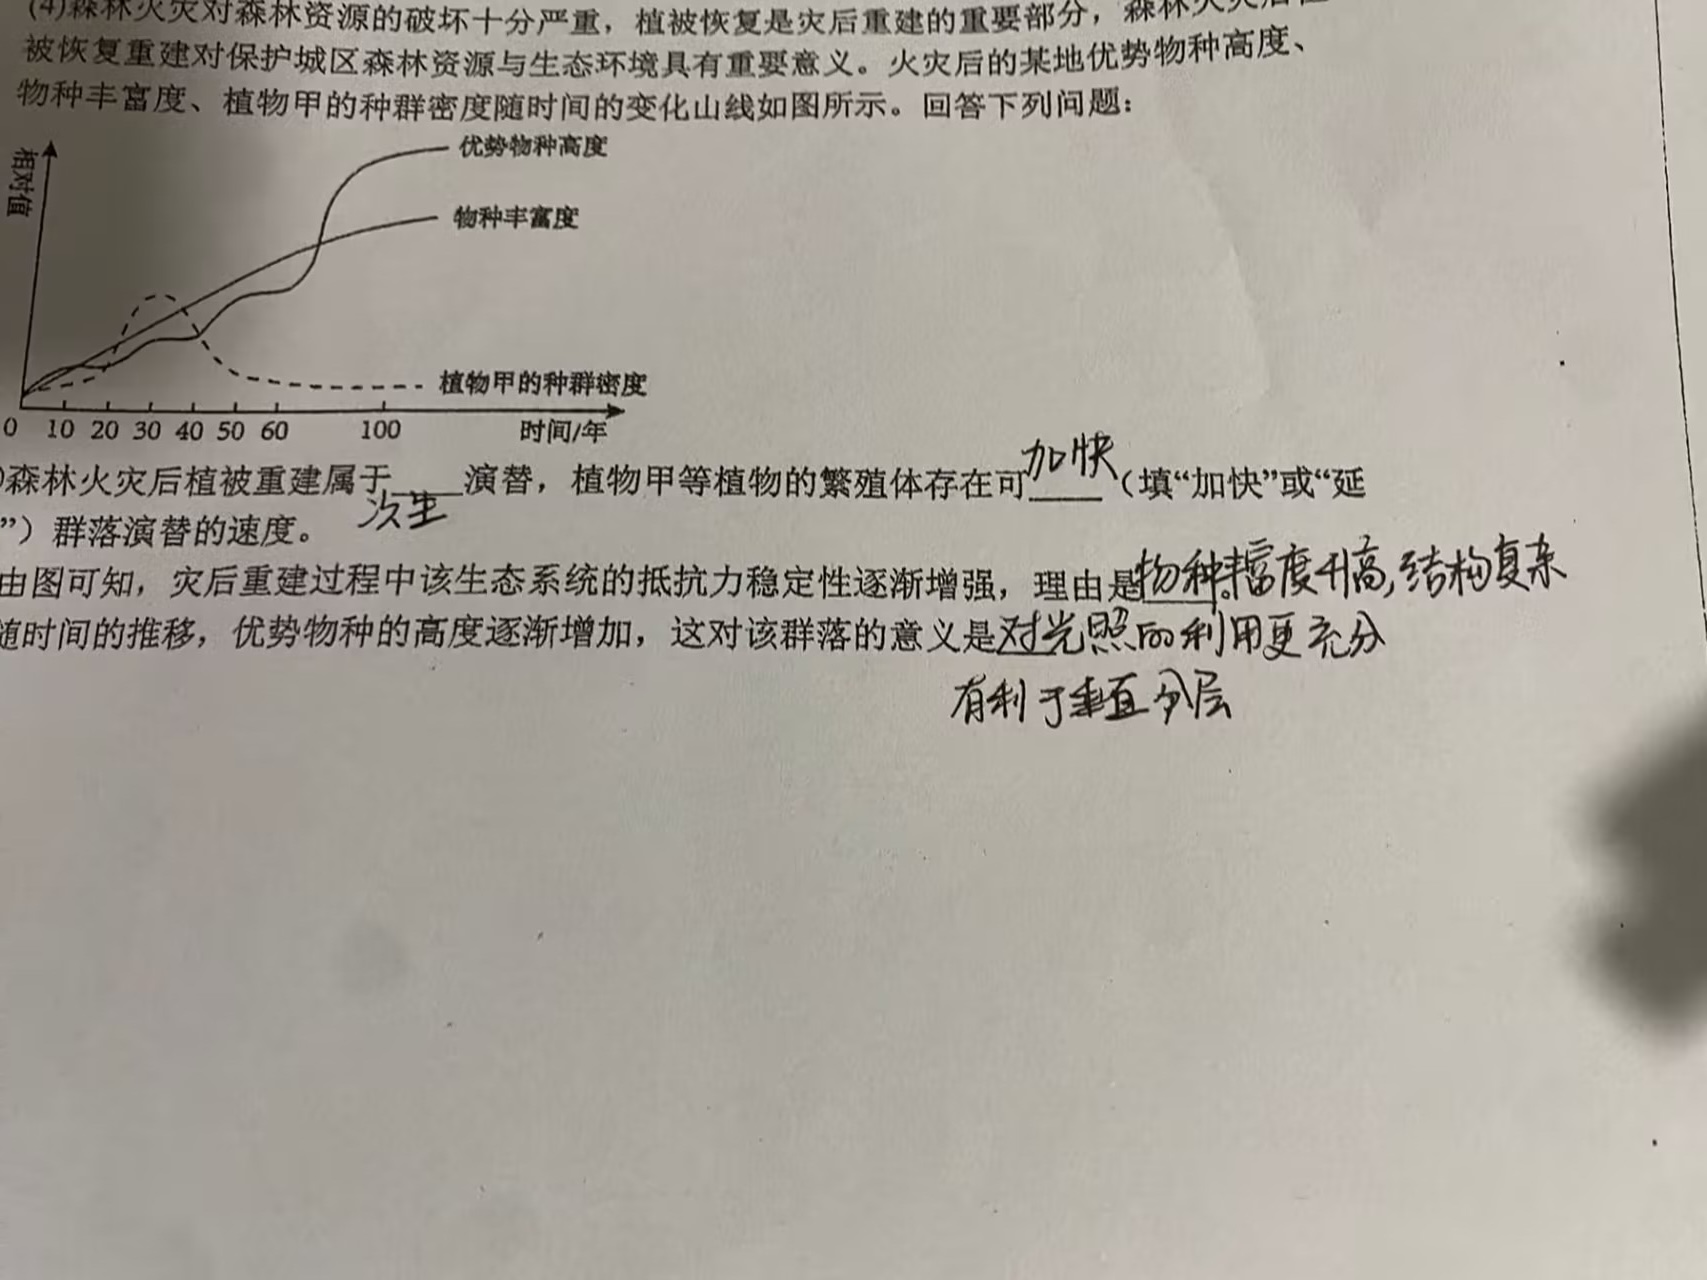 (4)森林火灾对森林资源的破坏十分严重，植被恢复是灾后重建的重要部分，森林火灾后
被恢复重建对保护城区森林资源与生态环境具有重要意义。火灾后的某地优势物种高度、
物种丰富度、植物甲的种群密度随时间的变化山线如图所示。回答下列问题：
相对值
优势物种高度
物种丰富度
植物甲的种群密度
0 10 20 30 40 50 60 100 时间/年
)森林火灾后植被重建属于次生演替，植物甲等植物的繁殖体存在可加快（填“加快”或“延
”）群落演替的速度。
由图可知，灾后重建过程中该生态系统的抵抗力稳定性逐渐增强，理由是物种丰富度升高,结构复杂。
随时间的推移，优势物种的高度逐渐增加，这对该群落的意义是对光照的利用更充分
有利于垂直分层